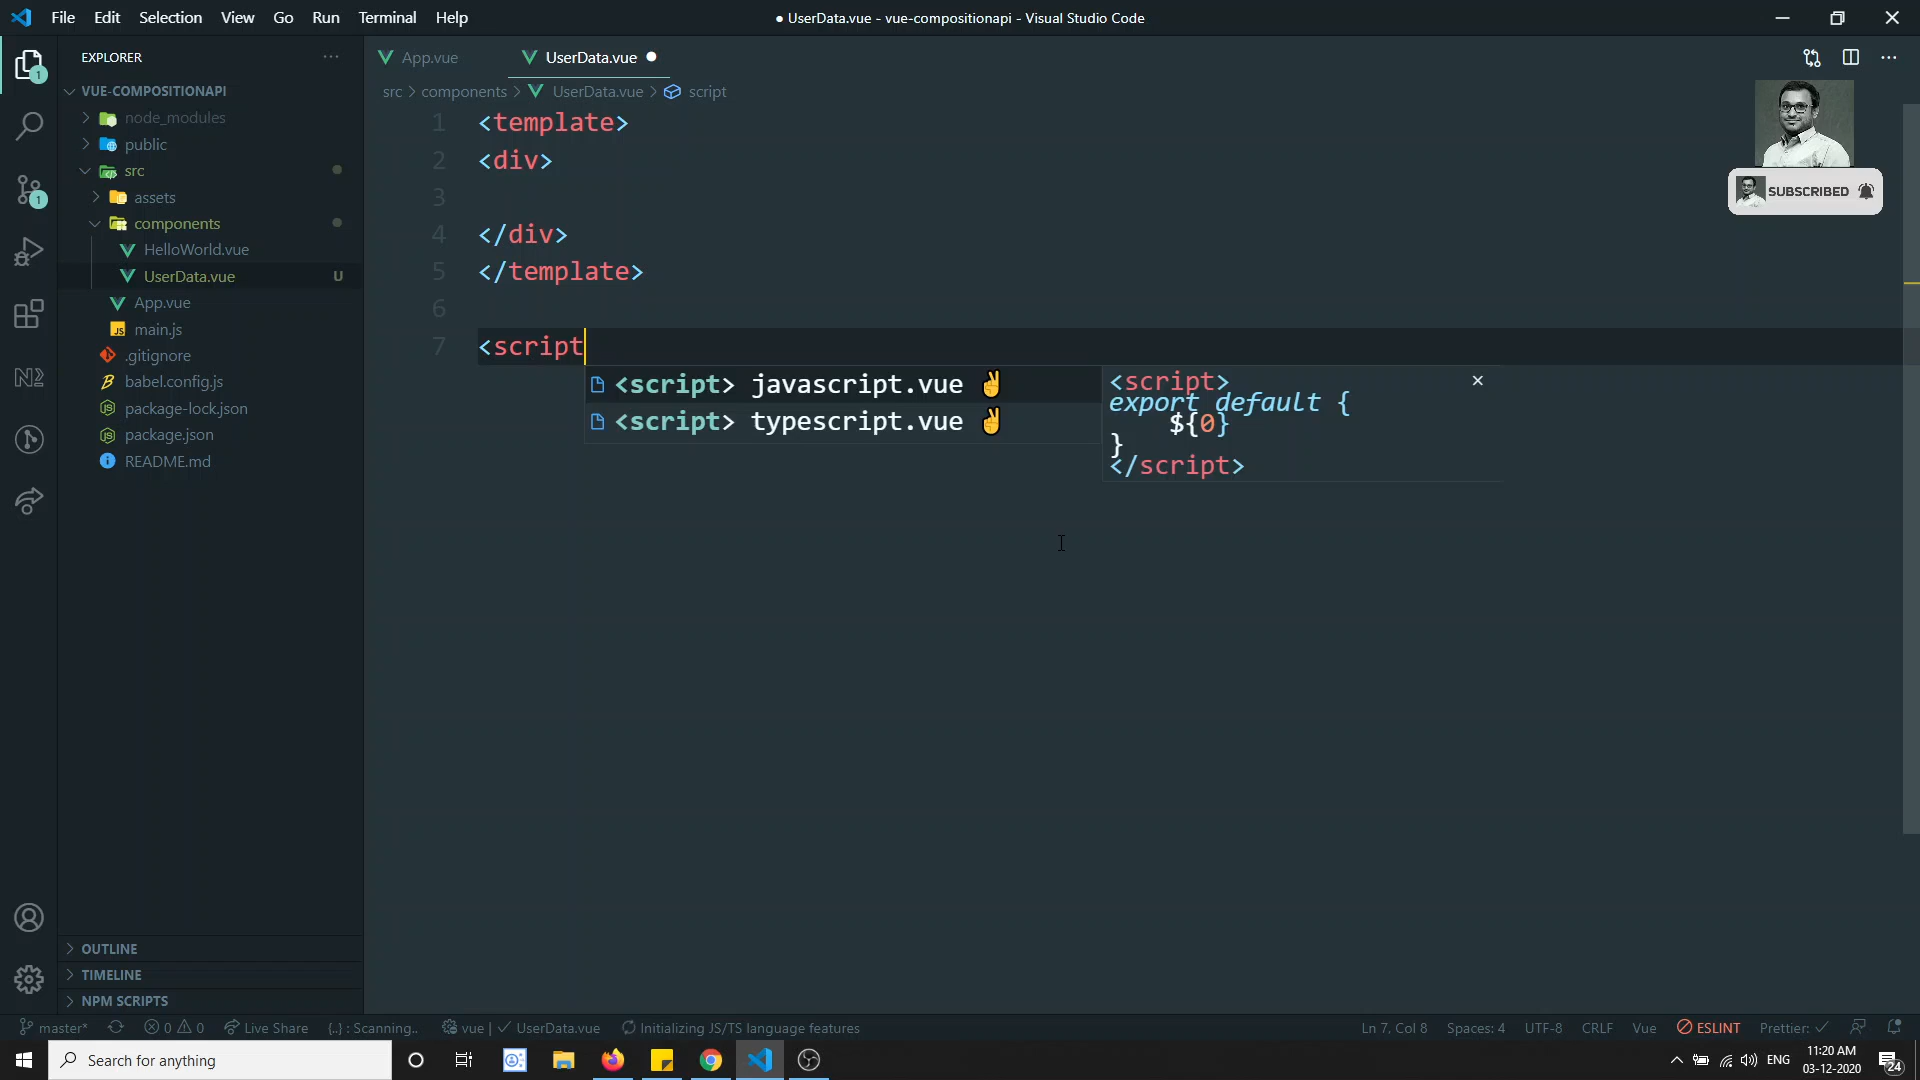 File Edit Selection View Go Run Terminal Help
● UserData.vue - vue-compositionapi - Visual Studio Code
EXPLORER
VUE-COMPOSITIONAPI
node_modules
public
src
assets
components
HelloWorld.vue
UserData.vue U
App.vue
main.js
.gitignore
babel.config.js
package-lock.json
package.json
README.md
OUTLINE
TIMELINE
NPM SCRIPTS
1
1
App.vue
UserData.vue ●
src > components > UserData.vue > script
1 <template>
2 <div>
3
4 </div>
5 </template>
6
7 <script
<script> javascript.vue ✌
<script> typescript.vue ✌
<script>
export default {
${0}
}
</script>
SUBSCRIBED
master* 0 0 Live Share {..} : Scanning.. vue | ✓ UserData.vue Initializing JS/TS language features
Ln 7, Col 8 Spaces: 4 UTF-8 CRLF Vue ESLINT Prettier: ✓
Search for anything
ENG
11:20 AM
03-12-2020
24